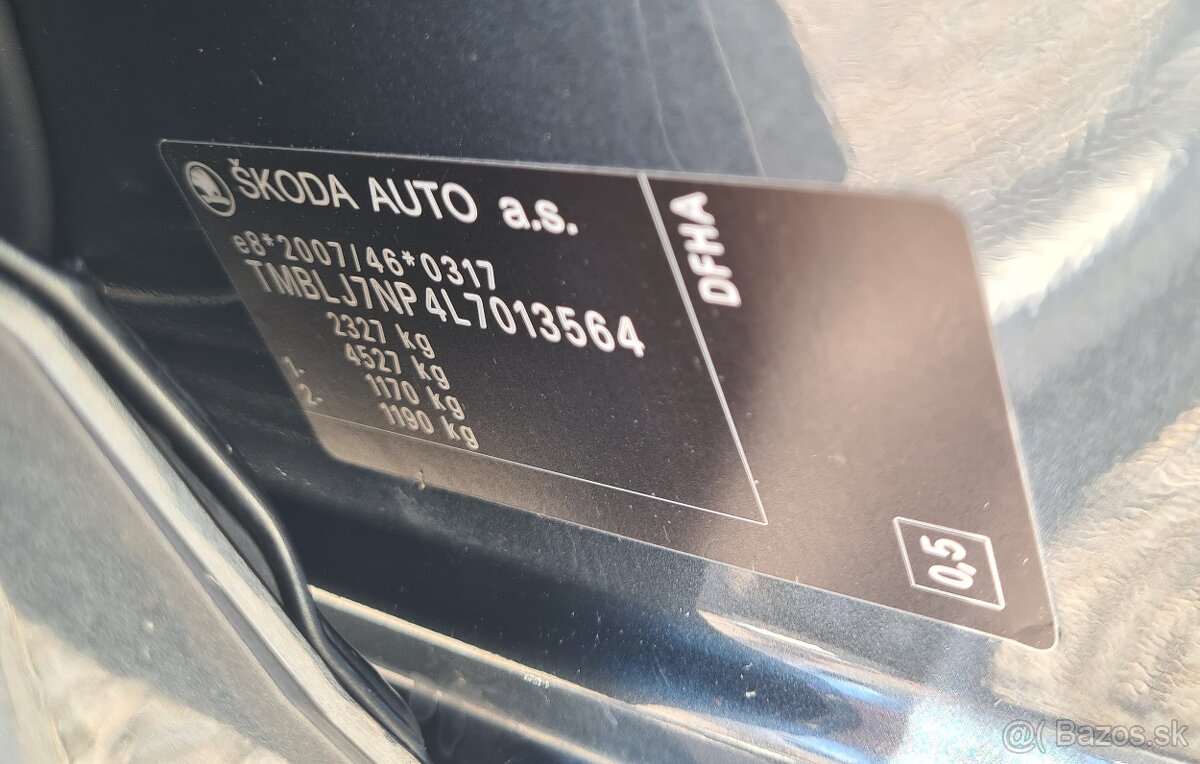 ŠKODA AUTO a.s.
e8*2007/46*0317
TMBLJ7NP4L7013564
2327 kg
4527 kg
1. 1170 kg
2. 1190 kg
DFHA
0,5
@( Bazos.sk